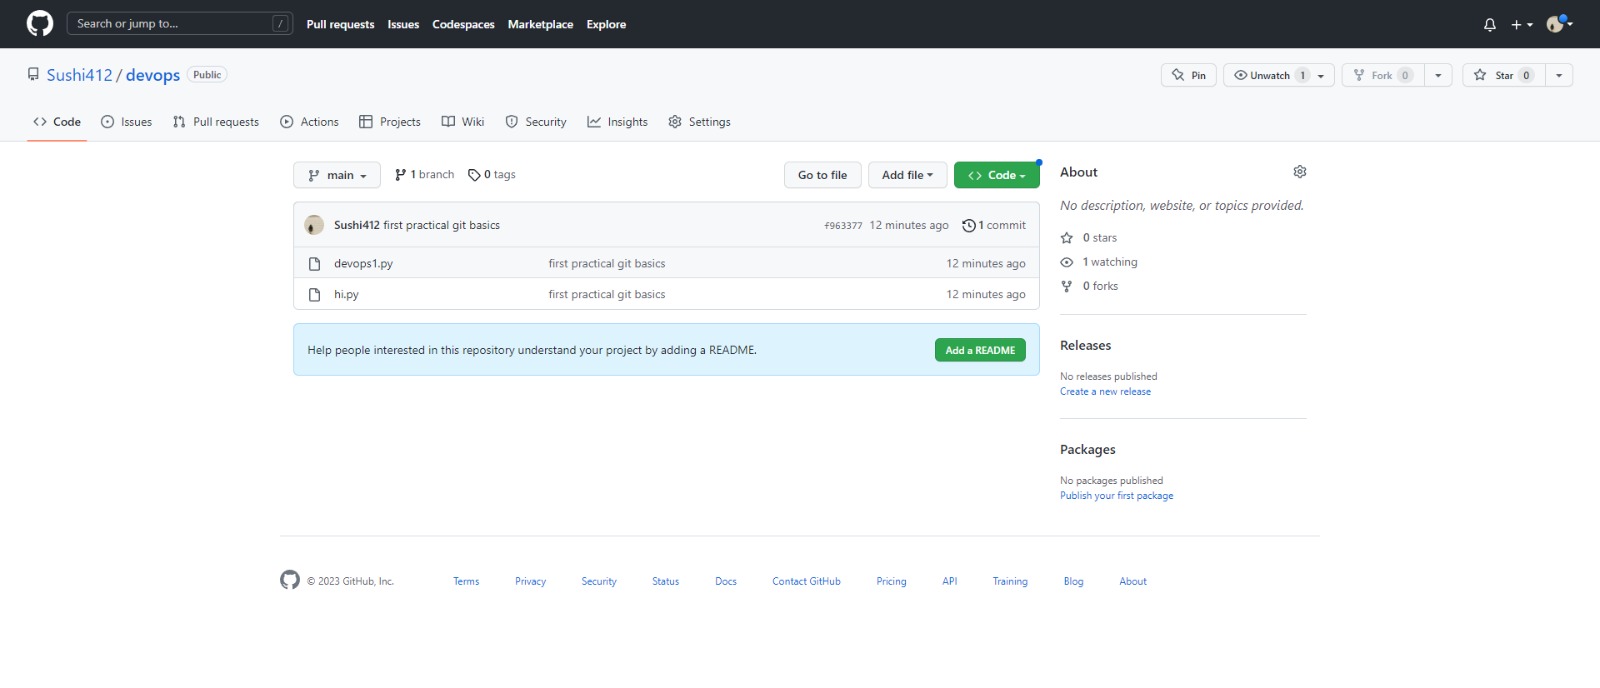 Search or jump to... /
Pull requests Issues Codespaces Marketplace Explore
Sushi412 / devops Public
Pin Unwatch 1 Fork 0 Star 0
Code Issues Pull requests Actions Projects Wiki Security Insights Settings
main 1 branch 0 tags Go to file Add file Code
Sushi412 first practical git basics f963377 12 minutes ago 1 commit
devops1.py first practical git basics 12 minutes ago
hi.py first practical git basics 12 minutes ago
Help people interested in this repository understand your project by adding a README. Add a README
About
No description, website, or topics provided.
0 stars
1 watching
0 forks
Releases
No releases published
Create a new release
Packages
No packages published
Publish your first package
© 2023 GitHub, Inc. Terms Privacy Security Status Docs Contact GitHub Pricing API Training Blog About